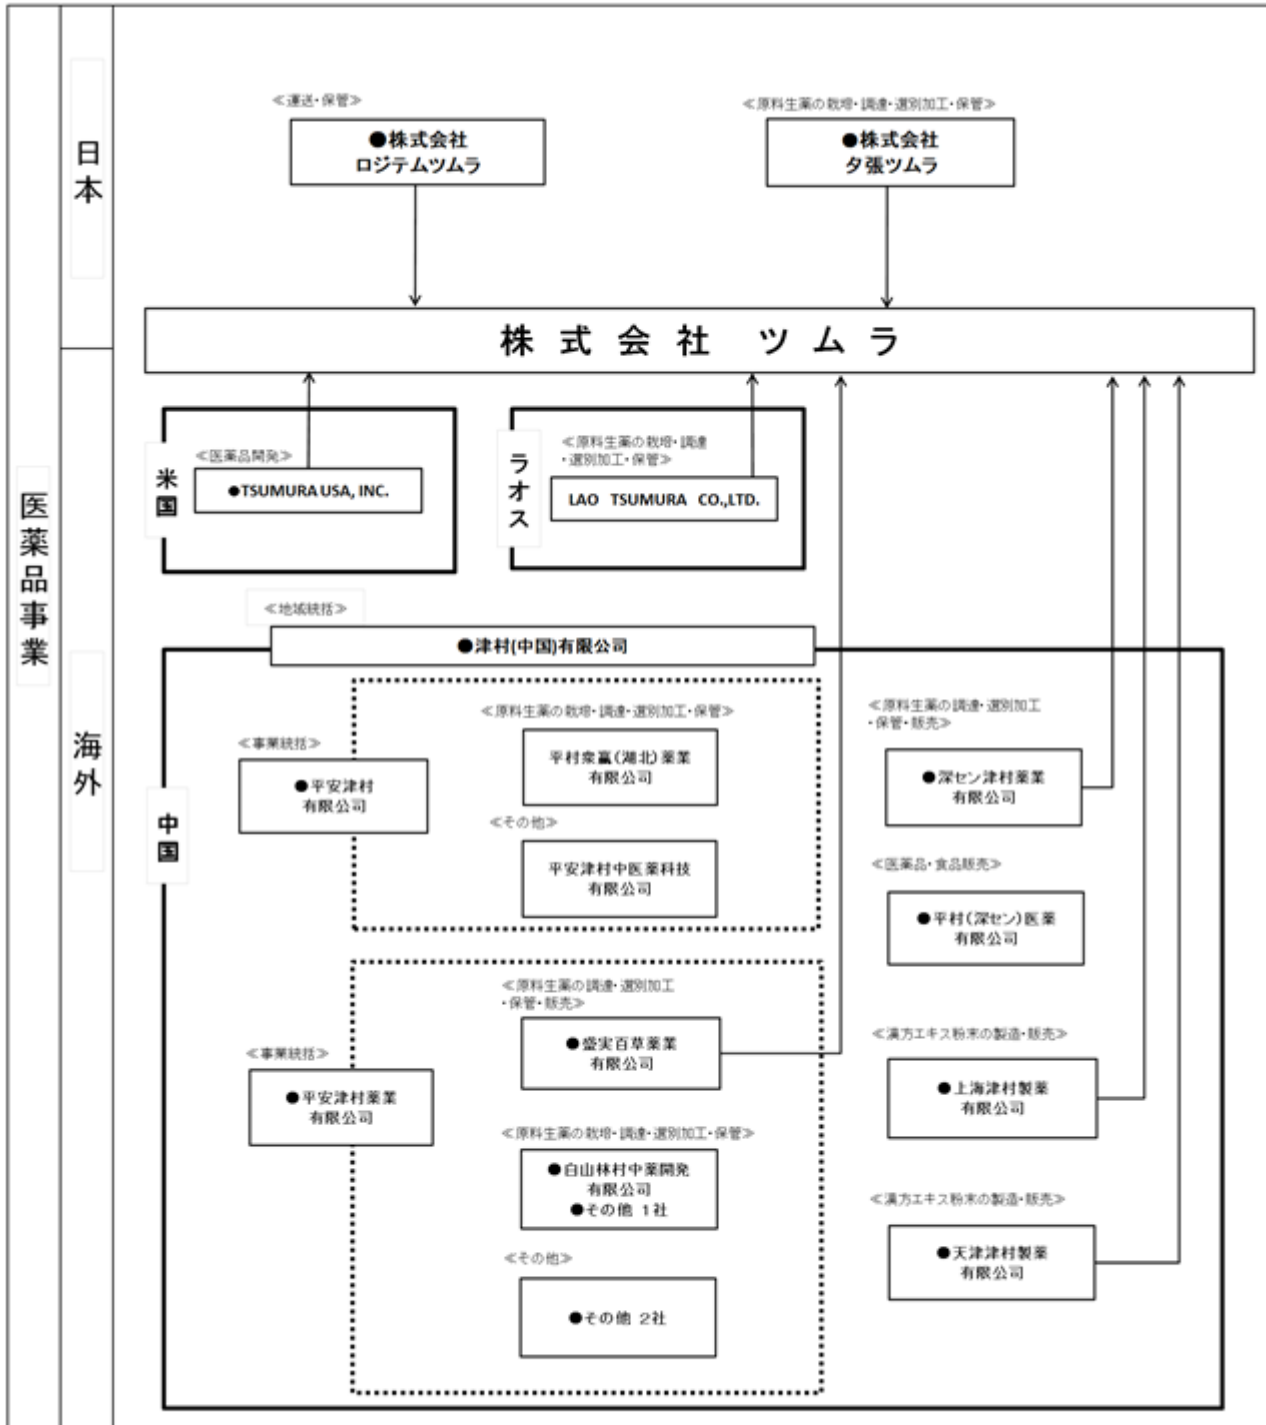 医薬品事業
日本
≪運送・保管≫
●株式会社
ロジテムツムラ
≪原料生薬の栽培・調達・選別加工・保管≫
●株式会社
夕張ツムラ
株式会社 ツムラ
海外
米国
≪医薬品開発≫
●TSUMURA USA, INC.
ラオス
≪原料生薬の栽培・調達
・選別加工・保管≫
LAO TSUMURA CO.,LTD.
≪地域統括≫
●津村(中国)有限公司
中国
≪事業統括≫
●平安津村
有限公司
≪原料生薬の栽培・調達・選別加工・保管≫
平村衆赢(湖北)薬業
有限公司
≪その他≫
平安津村中医薬科技
有限公司
≪事業統括≫
●平安津村薬業
有限公司
≪原料生薬の調達・選別加工
・保管・販売≫
●盛実百草薬業
有限公司
≪原料生薬の栽培・調達・選別加工・保管≫
●白山林村中薬開発
有限公司
●その他 1社
≪その他≫
●その他 2社
≪原料生薬の調達・選別加工
・保管・販売≫
●深セン津村薬業
有限公司
≪医薬品・食品販売≫
●平村(深セン)医薬
有限公司
≪漢方エキス粉末の製造・販売≫
●上海津村製薬
有限公司
≪漢方エキス粉末の製造・販売≫
●天津津村製薬
有限公司